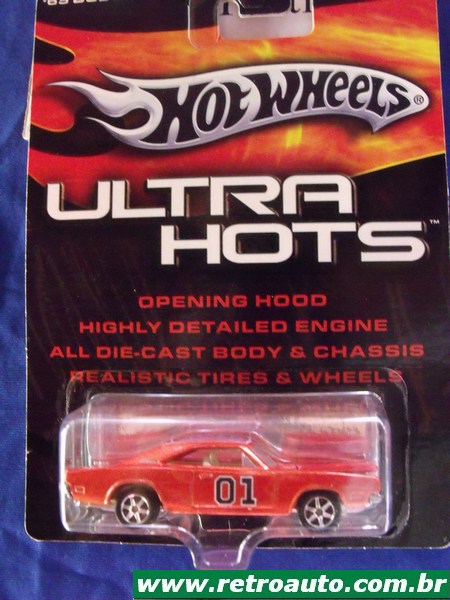 HOT WHEELS®
ULTRA
HOTS™
OPENING HOOD
HIGHLY DETAILED ENGINE
ALL DIE-CAST BODY & CHASSIS
REALISTIC TIRES & WHEELS
01
www.retroauto.com.br